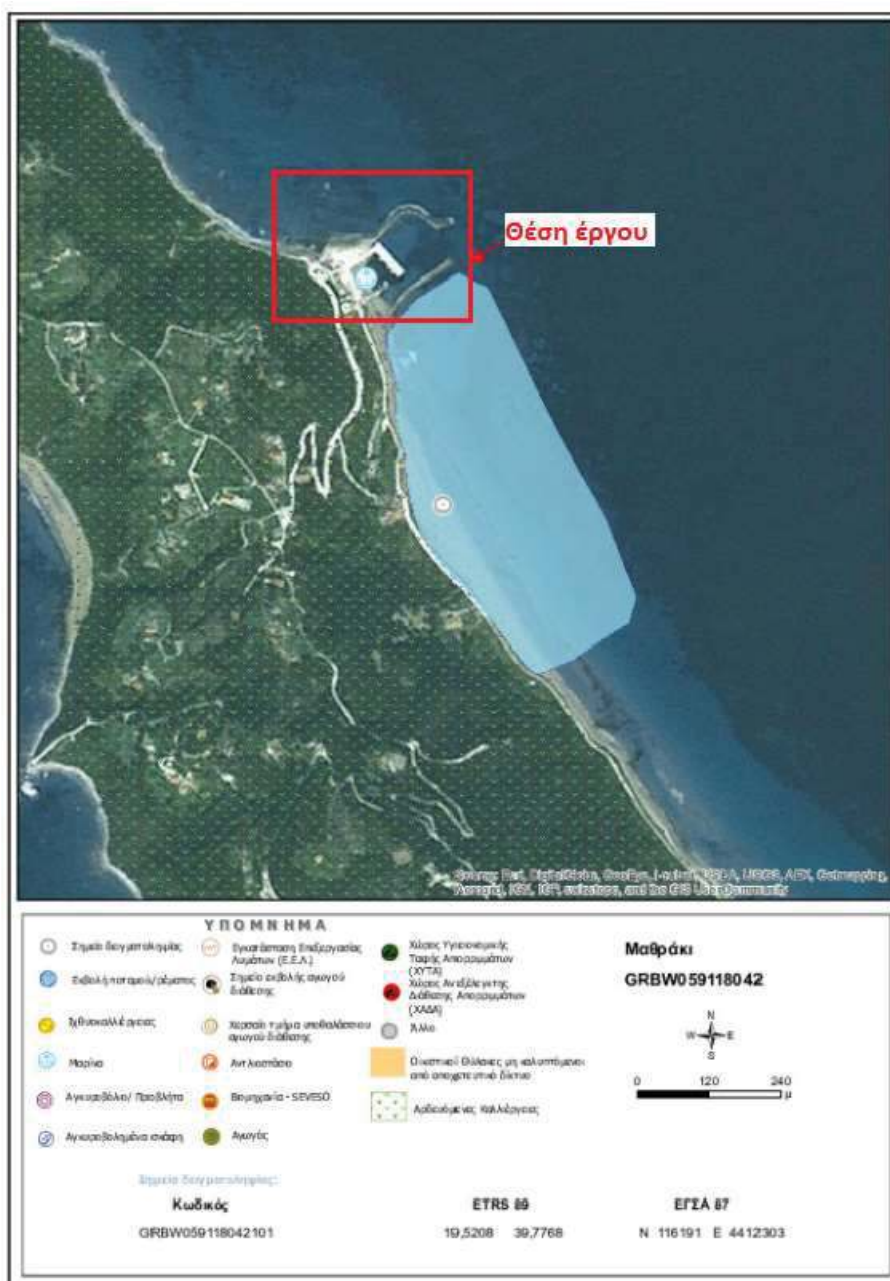 Θέση έργου
ΥΠΟΜΝΗΜΑ
Σημείο δειγματοληψίας
Εκβολή ποταμού/ρέματος
Ιχθυοκαλλιέργειες
Μαρίνα
Αγκυροβόλιο/ Προβλήτα
Αγκυροβολημένα σκάφη
Εγκατάσταση Επεξεργασίας
Λυμάτων (Ε.Ε.Λ.)
Σημείο εκβολής αγωγού
διάθεσης
Χερσαίο τμήμα υποθαλάσσιου
αγωγού διάθεσης
Αντλιοστάσιο
Βιομηχανία - SEVESO
Αγωγός
Χώρος Υγειονομικής
Ταφής Απορριμμάτων
(ΧΥΤΑ)
Χώρος Ανεξέλεγκτης
Διάθεσης Απορριμμάτων
(ΧΑΔΑ)
Άλλο
Οικιστικοί Θύλακες μη καλυπτόμενοι
από αποχετευτικό δίκτυο
Αρδευόμενες Καλλιέργειες
Μαθράκι
GRBW059118042
N
W E
S
0 120 240
μ
Σημείο δειγματοληψίας:
Κωδικός ETRS 89 ΕΓΣΑ 87
GRBW059118042101 19,5208 39,7768 N 116191 E 4412303